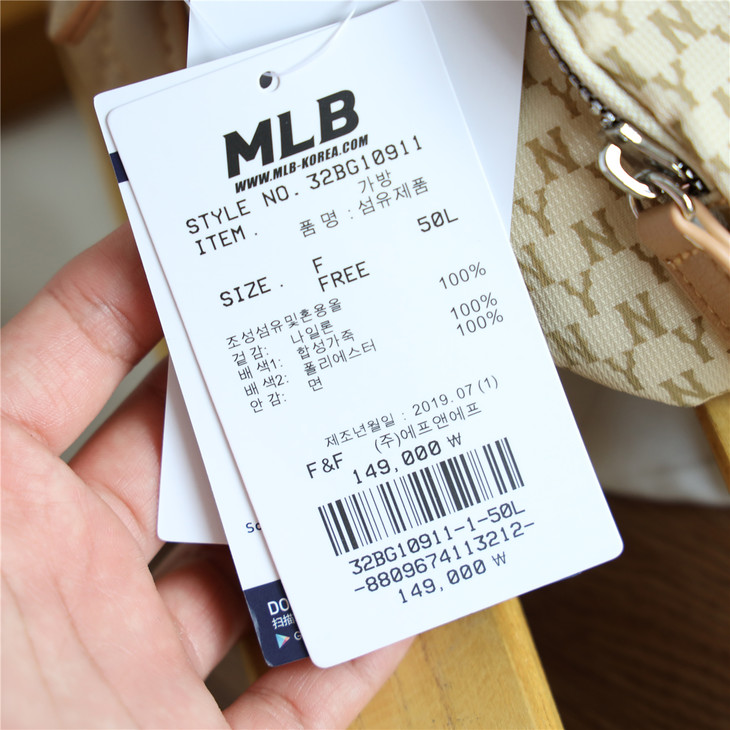 MLB
WWW.MLB-KOREA.COM
STYLE NO. 32BG10911
ITEM . 품 명 : 가방
섬유제품
50L
SIZE . F
FREE
조성섬유및혼용율
겉 감: 나일론 100%
배 색1: 합성가죽 100%
배 색2: 폴리에스터 100%
안 감: 면
제조년월일 : 2019.07 (1)
F&F (주)에프앤에프
149,000 ₩
32BG10911-1-50L
-8809674113212-
149,000 ₩
DO
扫描
G
NY